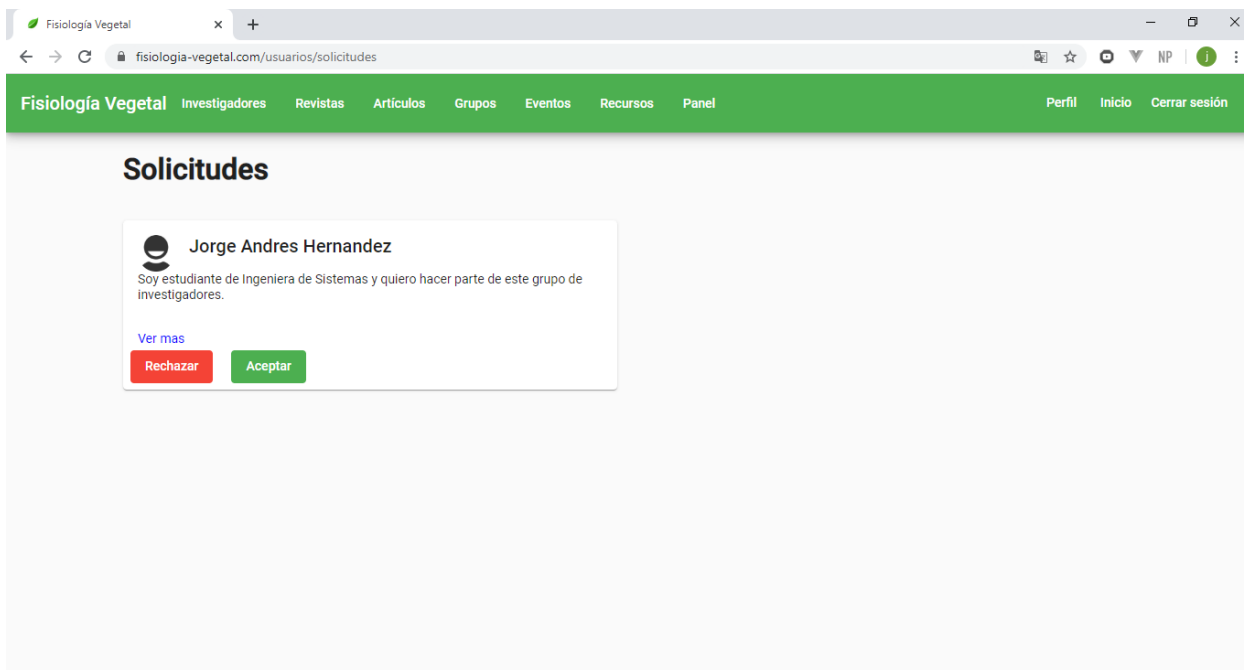 Fisiología Vegetal
fisiologia-vegetal.com/usuarios/solicitudes
NP
j
Fisiología Vegetal Investigadores Revistas Artículos Grupos Eventos Recursos Panel Perfil Inicio Cerrar sesión
Solicitudes
Jorge Andres Hernandez
Soy estudiante de Ingeniera de Sistemas y quiero hacer parte de este grupo de
investigadores.
Ver mas
Rechazar Aceptar